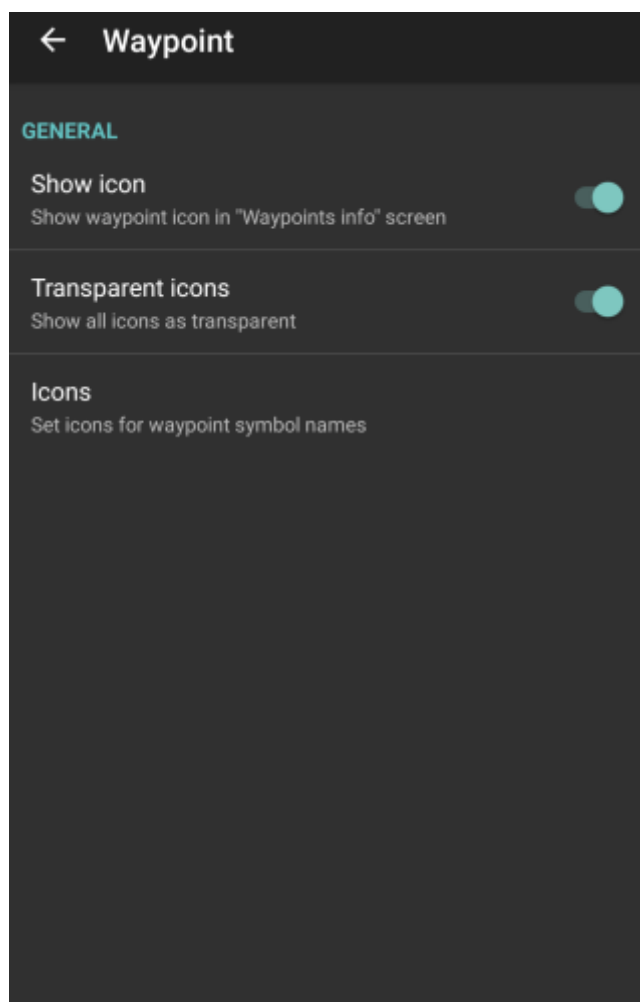 Waypoint
GENERAL
Show icon
Show waypoint icon in "Waypoints info" screen
Transparent icons
Show all icons as transparent
Icons
Set icons for waypoint symbol names